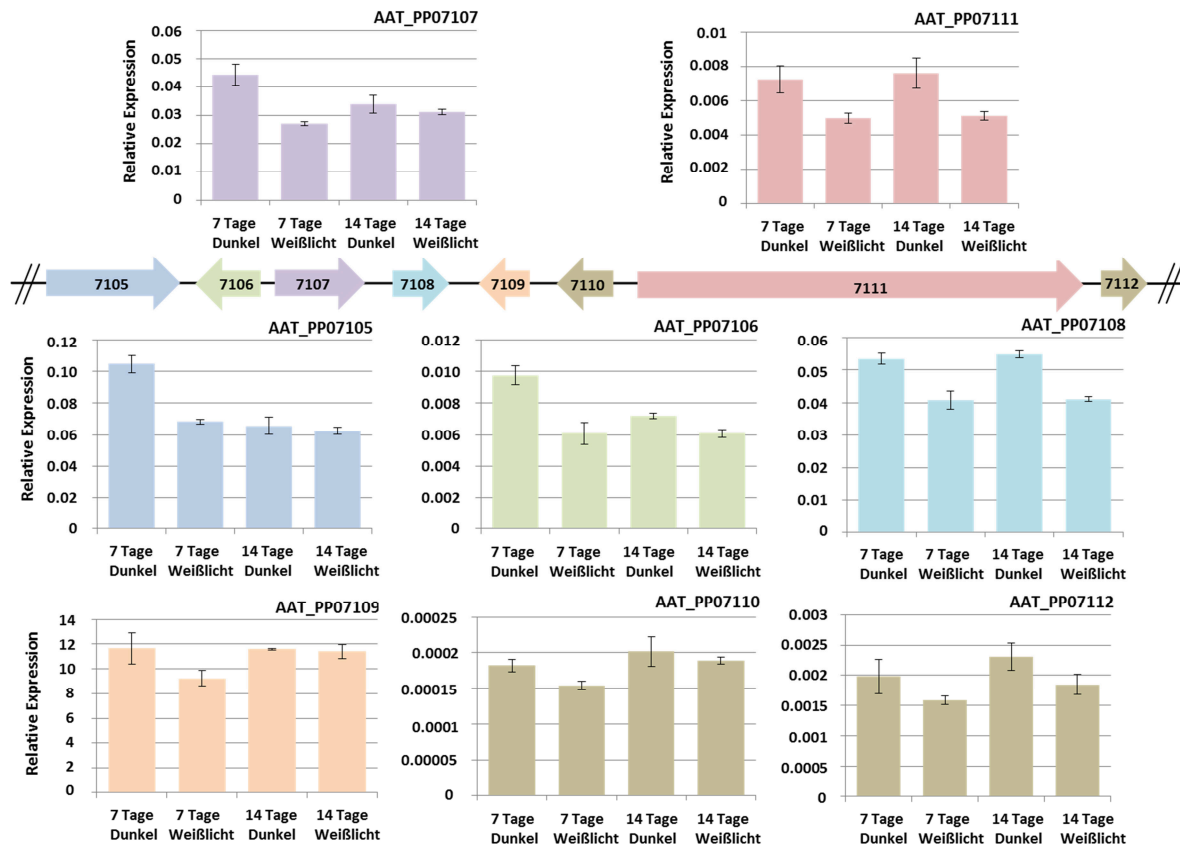 AAT_PP07107
Relative Expression
0.06
0.05
0.04
0.03
0.02
0.01
0
7 Tage 7 Tage 14 Tage 14 Tage
Dunkel Weißlicht Dunkel Weißlicht
AAT_PP07111
Relative Expression
0.01
0.008
0.006
0.004
0.002
0
7 Tage 7 Tage 14 Tage 14 Tage
Dunkel Weißlicht Dunkel Weißlicht
7105 7106 7107 7108 7109 7110 7111 7112
AAT_PP07105
Relative Expression
0.12
0.10
0.08
0.06
0.04
0.02
0
7 Tage 7 Tage 14 Tage 14 Tage
Dunkel Weißlicht Dunkel Weißlicht
AAT_PP07106
0.012
0.010
0.008
0.006
0.004
0.002
0
7 Tage 7 Tage 14 Tage 14 Tage
Dunkel Weißlicht Dunkel Weißlicht
AAT_PP07108
0.06
0.05
0.04
0.03
0.02
0.01
0
7 Tage 7 Tage 14 Tage 14 Tage
Dunkel Weißlicht Dunkel Weißlicht
AAT_PP07109
Relative Expression
14
12
10
8
6
4
2
0
7 Tage 7 Tage 14 Tage 14 Tage
Dunkel Weißlicht Dunkel Weißlicht
AAT_PP07110
0.00025
0.0002
0.00015
0.0001
0.00005
0
7 Tage 7 Tage 14 Tage 14 Tage
Dunkel Weißlicht Dunkel Weißlicht
AAT_PP07112
0.003
0.0025
0.002
0.0015
0.001
0.0005
0
7 Tage 7 Tage 14 Tage 14 Tage
Dunkel Weißlicht Dunkel Weißlicht